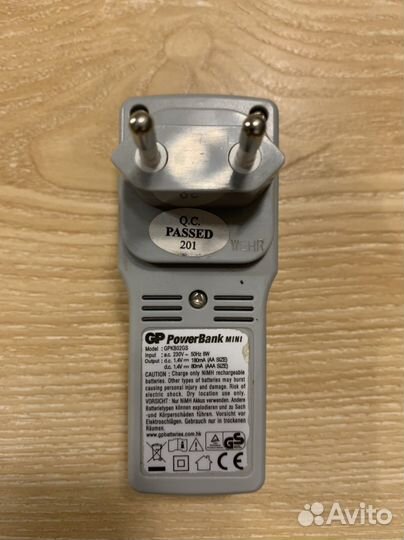 Q.C.
PASSED
201
GP PowerBank MINI
Model : GPKB02GS
Input : a.c. 230V~ 50Hz 8W
Output : d.c. 1.4V⎓ 180mA (AA SIZE)
d.c. 1.4V⎓ 80mA (AAA SIZE)
CAUTION : Charge only NiMH rechargeable
batteries. Other types of batteries may burst
causing personal injury and damage. Risk of
electric shock. Dry location use only.
VORSICHT : Nur NiMH Akkus verwenden. Andere
Batterietypen können explodieren und zu Sach-
und Körperschäden führen. Vorsicht vor
Elektroschlägen. Gebrauch nur in trockenen
Räumen.
www.gpbatteries.com.hk
GS
CE
Avito